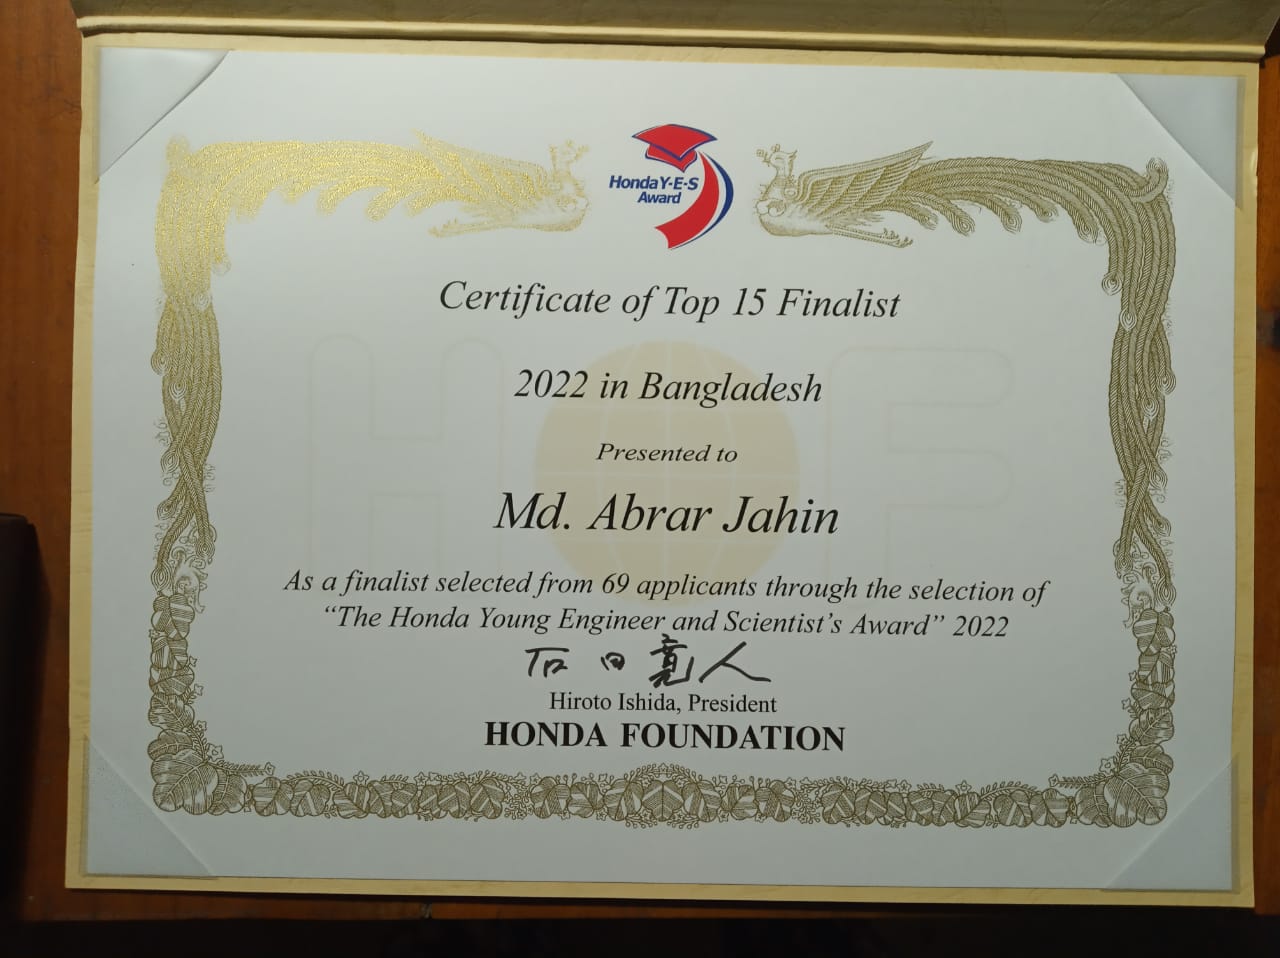 Honda Y-E-S
Award
Certificate of Top 15 Finalist
2022 in Bangladesh
Presented to
Md. Abrar Jahin
As a finalist selected from 69 applicants through the selection of
“The Honda Young Engineer and Scientist’s Award” 2022
石田寛人
Hiroto Ishida, President
HONDA FOUNDATION
H F